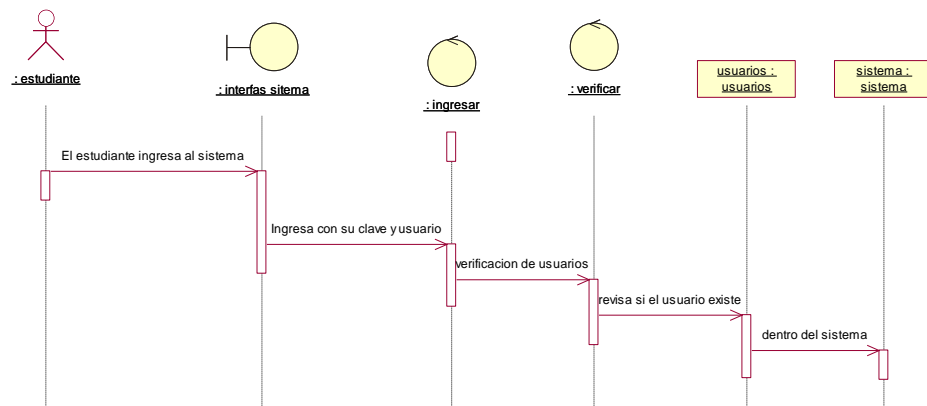 : estudiante
: interfas sitema
: ingresar
: verificar
usuarios :
usuarios
sistema :
sistema
El estudiante ingresa al sistema
Ingresa con su clave y usuario
verificacion de usuarios
revisa si el usuario existe
dentro del sistema